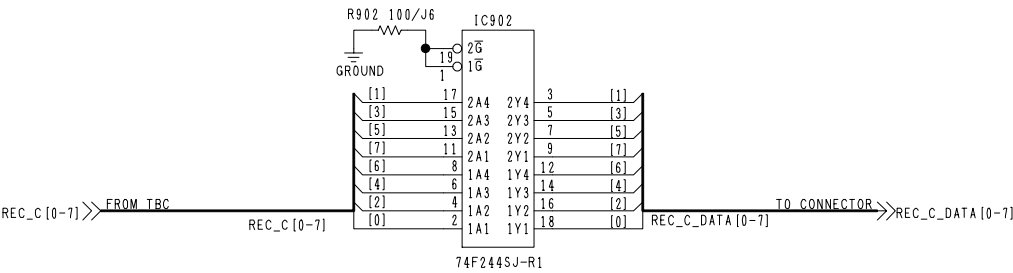 R902 100/J6
IC902
2G
19
1G
1
GROUND
[1] 17 2A4 2Y4 3 [1]
[3] 15 2A3 2Y3 5 [3]
[5] 13 2A2 2Y2 7 [5]
[7] 11 2A1 2Y1 9 [7]
[6] 8 1A4 1Y4 12 [6]
[4] 6 1A3 1Y3 14 [4]
[2] 4 1A2 1Y2 16 [2]
[0] 2 1A1 1Y1 18 [0]
REC_C[0-7] FROM TBC
REC_C[0-7]
REC_C_DATA[0-7]
TO CONNECTOR REC_C_DATA[0-7]
74F244SJ-R1